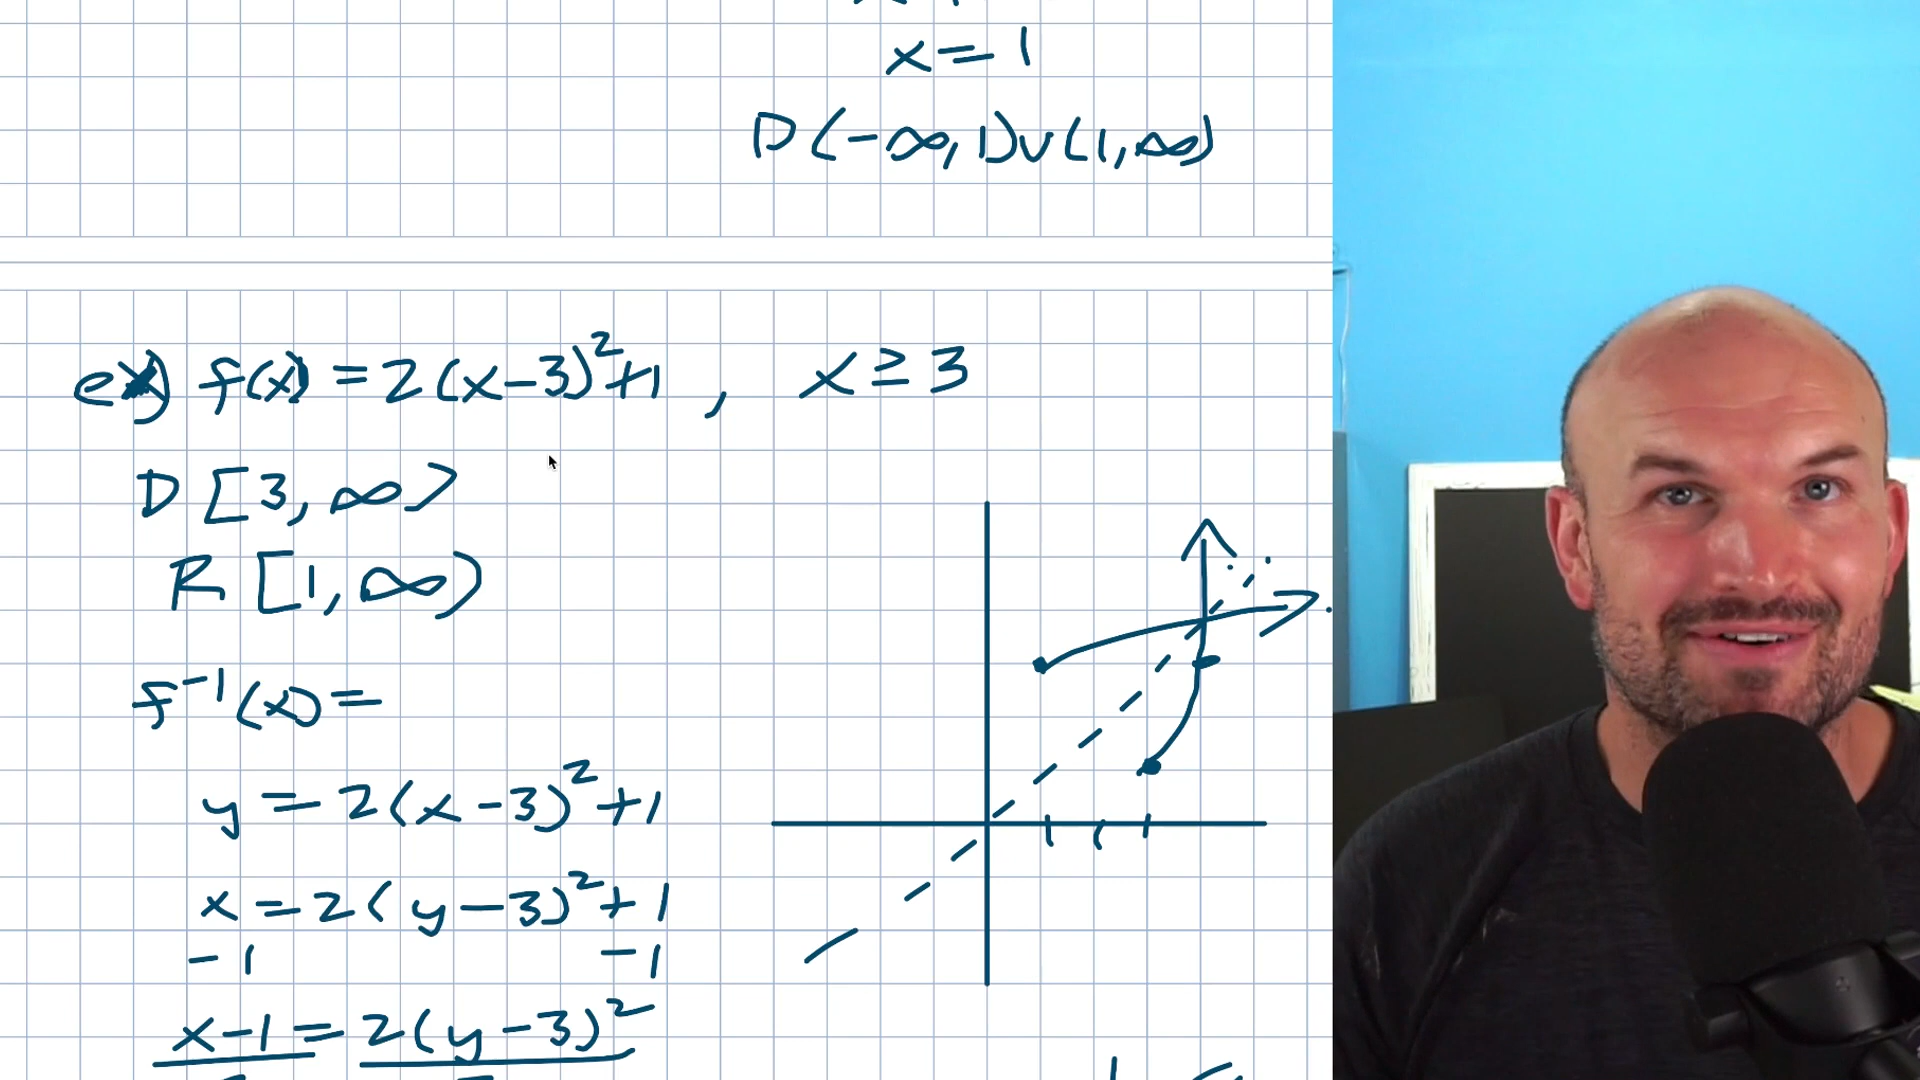 x = 1
D (-∞, 1) ∪ (1, ∞)
ex) f(x) = 2(x-3)²+1 , x ≥ 3
D [3, ∞)
R [1, ∞)
f⁻¹(x) =
y = 2(x-3)²+1
x = 2(y-3)²+1
-1 -1
x-1 = 2(y-3)²